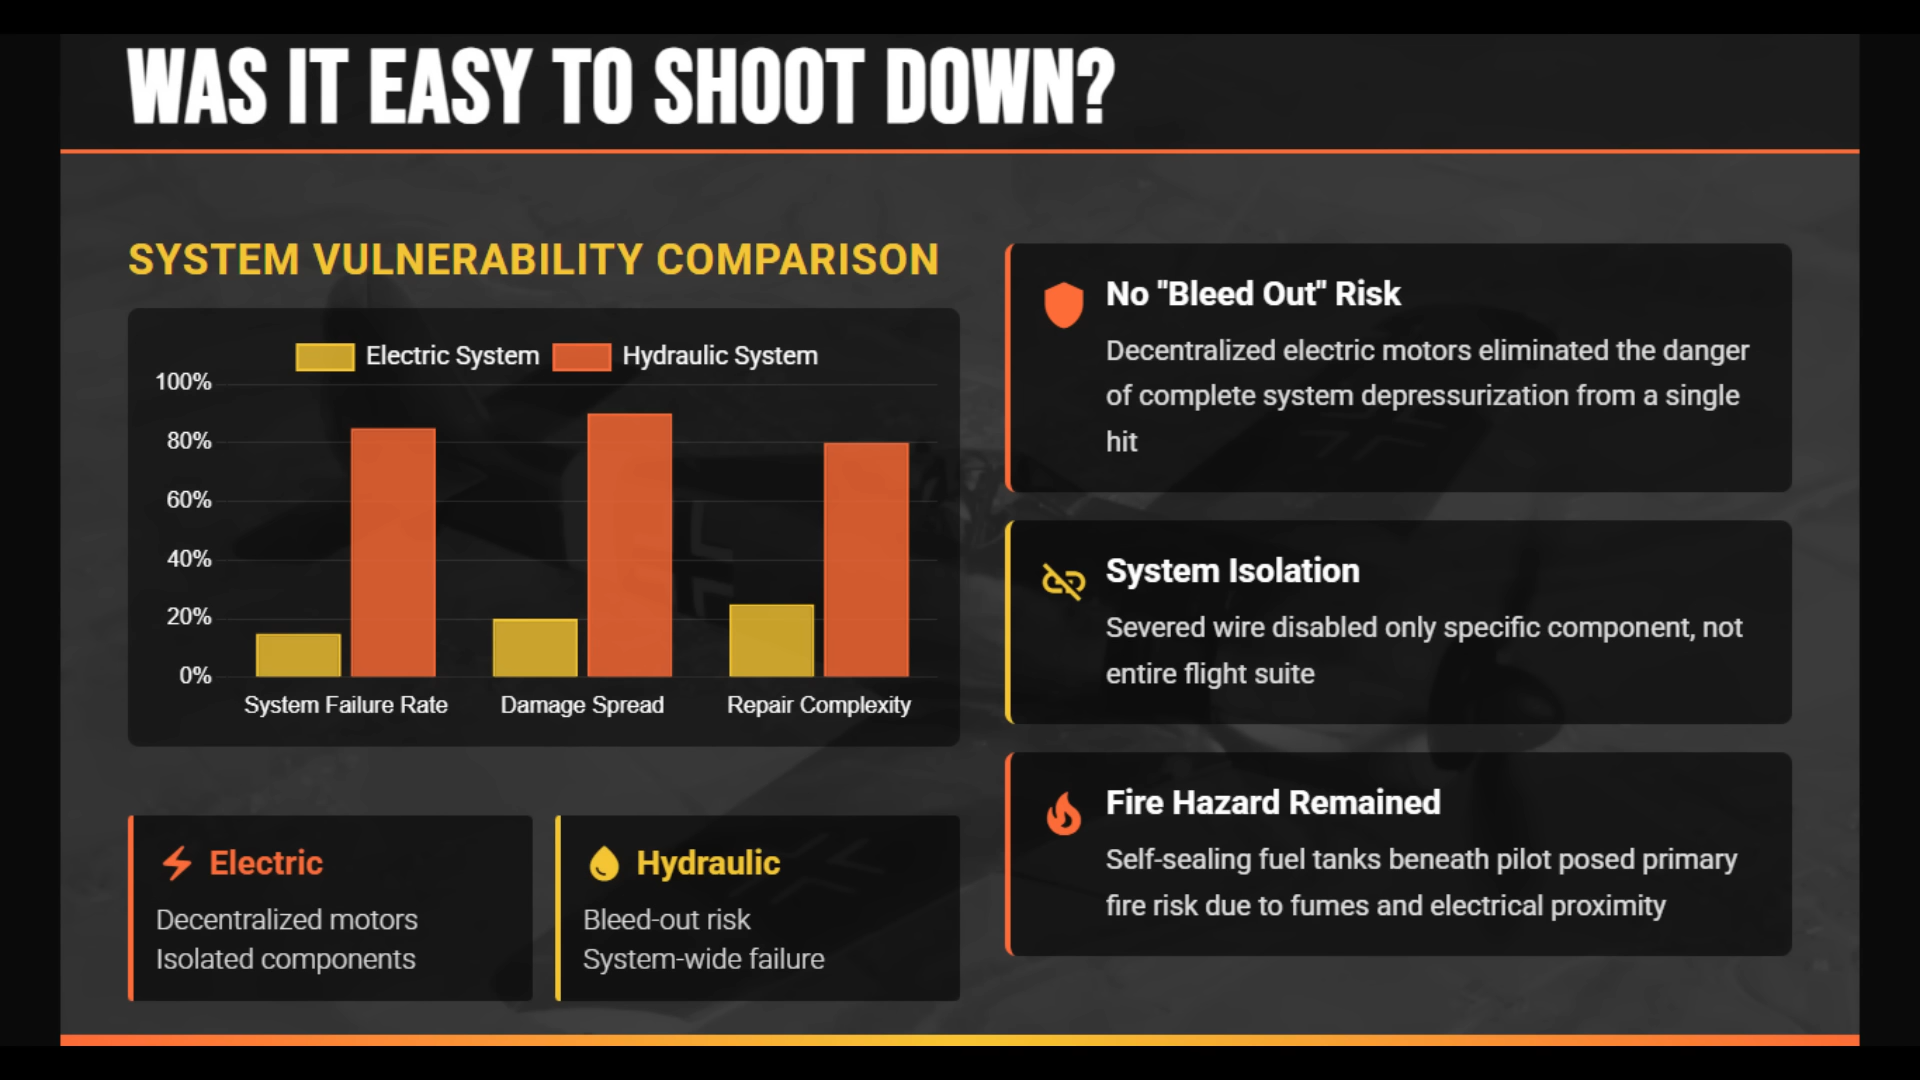 WAS IT EASY TO SHOOT DOWN?
SYSTEM VULNERABILITY COMPARISON
Electric System
Hydraulic System
100%
80%
60%
40%
20%
0%
System Failure Rate
Damage Spread
Repair Complexity
Electric
Decentralized motors
Isolated components
Hydraulic
Bleed-out risk
System-wide failure
No "Bleed Out" Risk
Decentralized electric motors eliminated the danger
of complete system depressurization from a single
hit
System Isolation
Severed wire disabled only specific component, not
entire flight suite
Fire Hazard Remained
Self-sealing fuel tanks beneath pilot posed primary
fire risk due to fumes and electrical proximity